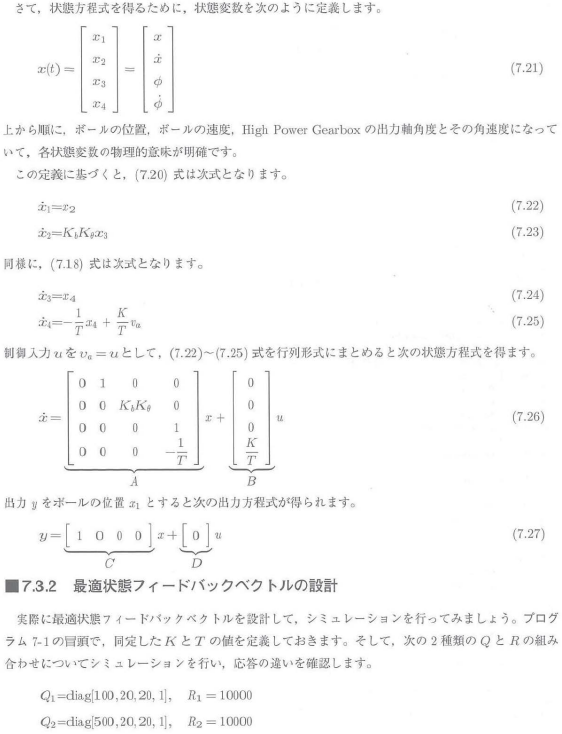 さて，状態方程式を得るために，状態変数を次のように定義します。
x(t) = [x₁ x₂ x₃ x₄] = [x ẋ φ φ̇] (7.21)
上から順に，ボールの位置，ボールの速度，High Power Gearbox の出力軸角度とその角速度になって
いて，各状態変数の物理的意味が明確です。
この定義に基づくと，(7.20) 式は次式となります。
ẋ₁=x₂ (7.22)
ẋ₂=K_bK_θx₃ (7.23)
同様に，(7.18) 式は次式となります。
ẋ₃=x₄ (7.24)
ẋ₄=−1/T x₄ + K/T v_a (7.25)
制御入力 u を v_a = u として，(7.22)～(7.25) 式を行列形式にまとめると次の状態方程式を得ます。
ẋ = [0 1 0 0; 0 0 K_bK_θ 0; 0 0 0 1; 0 0 0 −1/T] x + [0; 0; 0; K/T] u (7.26)
A B
出力 y をボールの位置 x₁ とすると次の出力方程式が得られます。
y = [1 0 0 0] x + [0] u (7.27)
C D
■7.3.2 最適状態フィードバックベクトルの設計
実際に最適状態フィードバックベクトルを設計して，シミュレーションを行ってみましょう。プログ
ラム 7-1 の冒頭で，同定した K と T の値を定義しておきます。そして，次の 2 種類の Q と R の組み
合わせについてシミュレーションを行い，応答の違いを確認します。
Q₁=diag[100, 20, 20, 1], R₁ = 10000
Q₂=diag[500, 20, 20, 1], R₂ = 10000